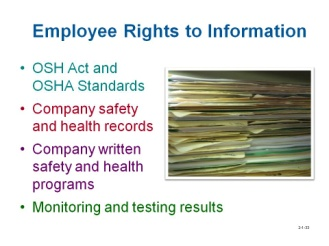 Employee Rights to Information
• OSH Act and
OSHA Standards
• Company safety
and health records
• Company written
safety and health
programs
• Monitoring and testing results